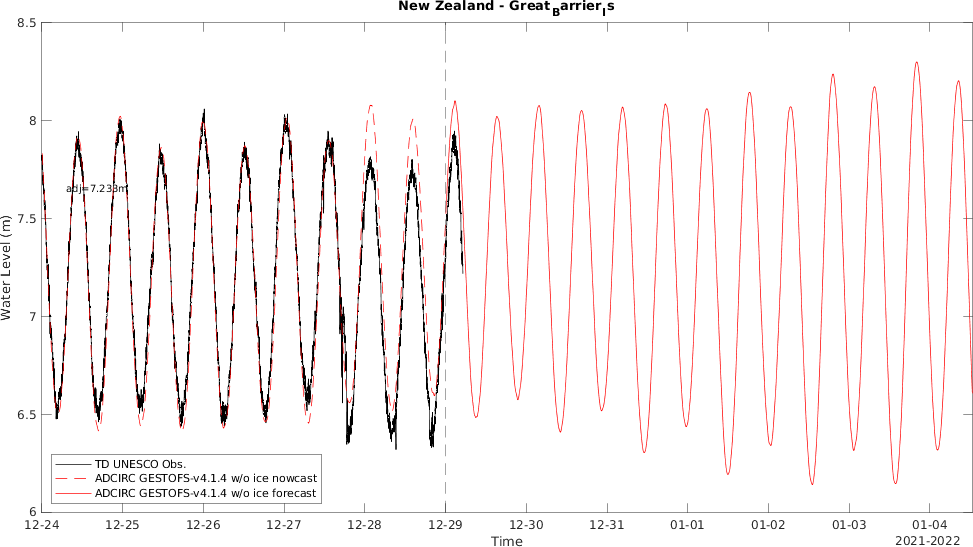 New Zealand - GreatBarrierIs
8.5
8
7.5
7
6.5
6
Water Level (m)
adj=7.233m
TD UNESCO Obs.
ADCIRC GESTOFS-v4.1.4 w/o ice nowcast
ADCIRC GESTOFS-v4.1.4 w/o ice forecast
12-24 12-25 12-26 12-27 12-28 12-29 12-30 12-31 01-01 01-02 01-03 01-04
Time
2021-2022